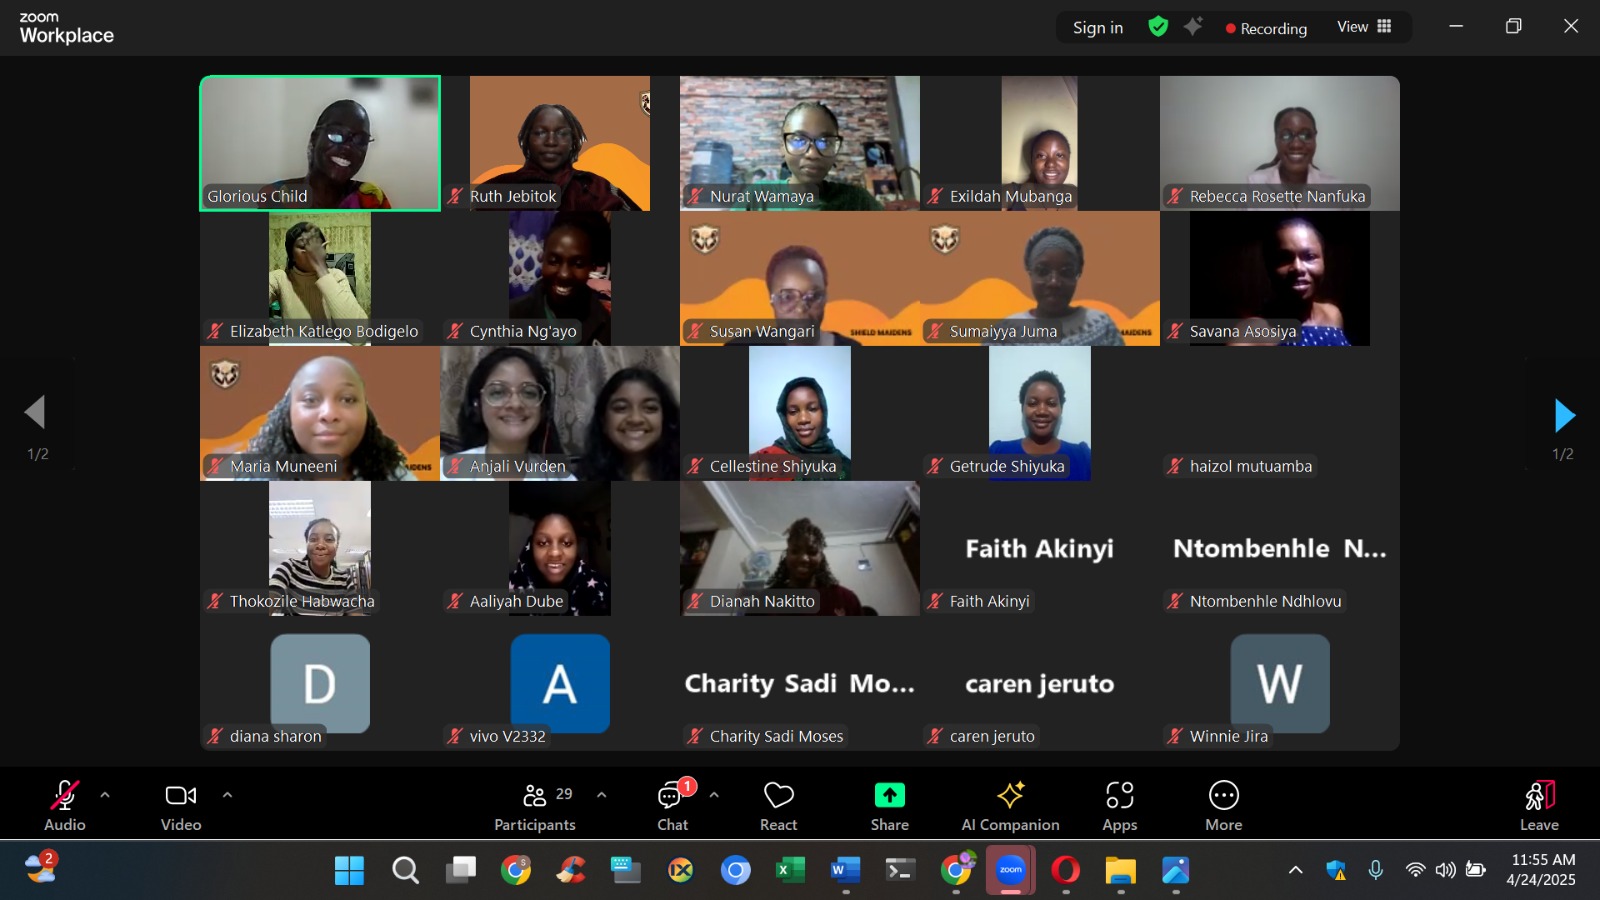 zoom
Workplace
Sign in
Recording
View
Glorious Child
Ruth Jebitok
Nurat Wamaya
Exildah Mubanga
Rebecca Rosette Nanfuka
Elizabeth Katlego Bodigelo
Cynthia Ng'ayo
SHIELD MAIDENS
Susan Wangari
MAIDENS
Sumaiyya Juma
Savana Asosiya
Maria Muneeni
Anjali Vurden
Cellestine Shiyuka
Getrude Shiyuka
haizol mutuamba
1/2
1/2
Thokozile Habwacha
Aaliyah Dube
Dianah Nakitto
Faith Akinyi
Faith Akinyi
Ntombenhle N...
Ntombenhle Ndhlovu
D
diana sharon
A
vivo V2332
Charity Sadi Mo...
Charity Sadi Moses
caren jeruto
caren jeruto
W
Winnie Jira
Audio
Video
29
Participants
1
Chat
React
Share
AI Companion
Apps
More
Leave
2
zoom
11:55 AM
4/24/2025